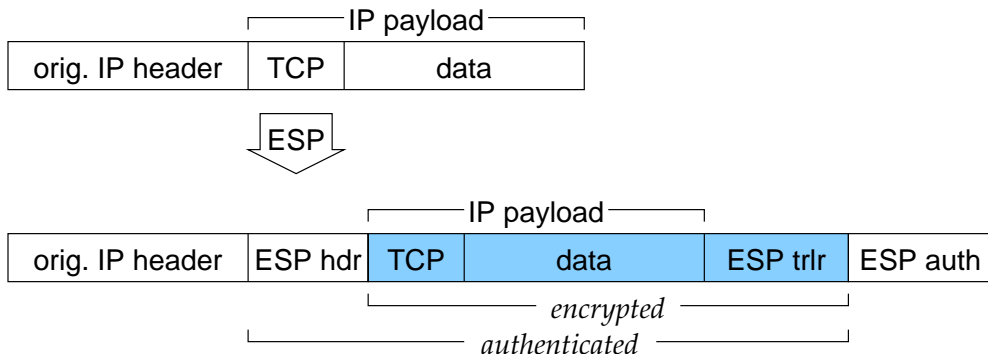 IP payload
orig. IP header TCP data
ESP
IP payload
orig. IP header ESP hdr TCP data ESP trlr ESP auth
encrypted
authenticated